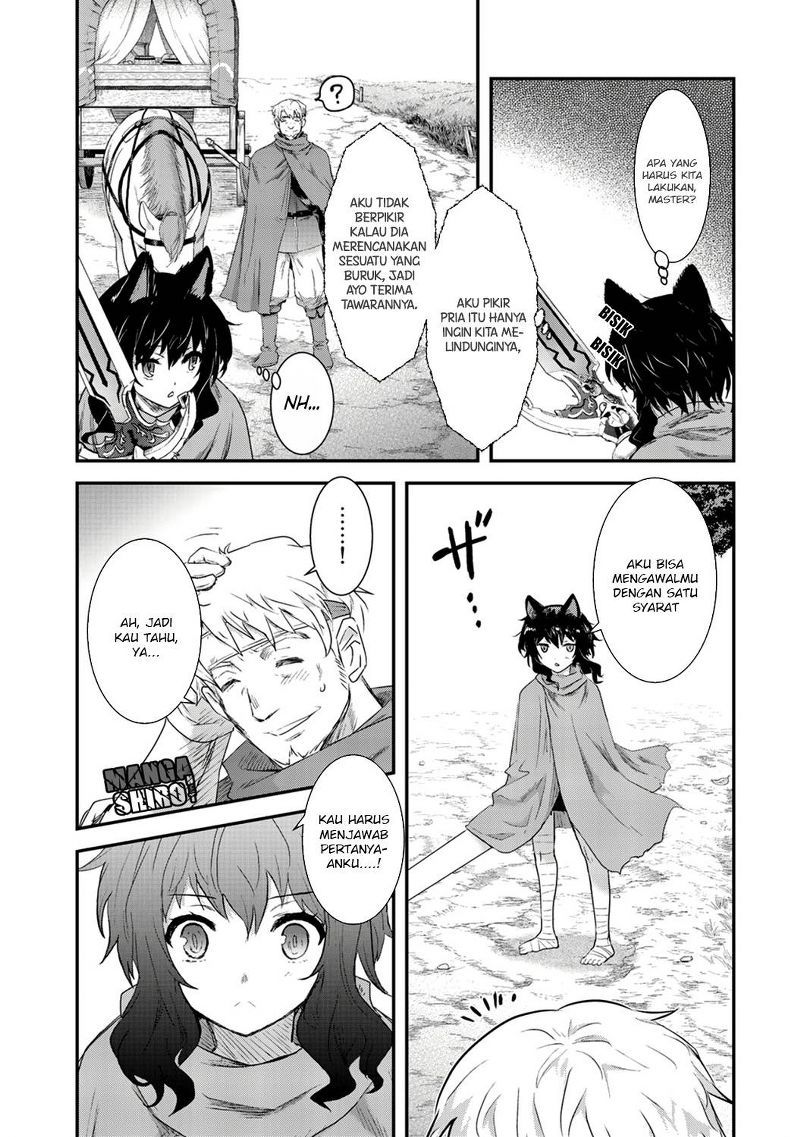 APA YANG
HARUS KITA
LAKUKAN,
MASTER?
BISIK
BISIK
AKU PIKIR
PRIA ITU HANYA
INGIN KITA ME-
LINDUNGINYA,
?
AKU TIDAK
BERPIKIR
KALAU DIA
MERENCANAKAN
SESUATU YANG
BURUK, JADI
AYO TERIMA
TAWARANNYA.
NH...
AKU BISA
MENGAWALMU
DENGAN SATU
SYARAT
ザ
......!
AH, JADI
KAU TAHU,
YA...
MANGA
SHIRO!
KAU HARUS
MENJAWAB
PERTANYA-
ANKU....!